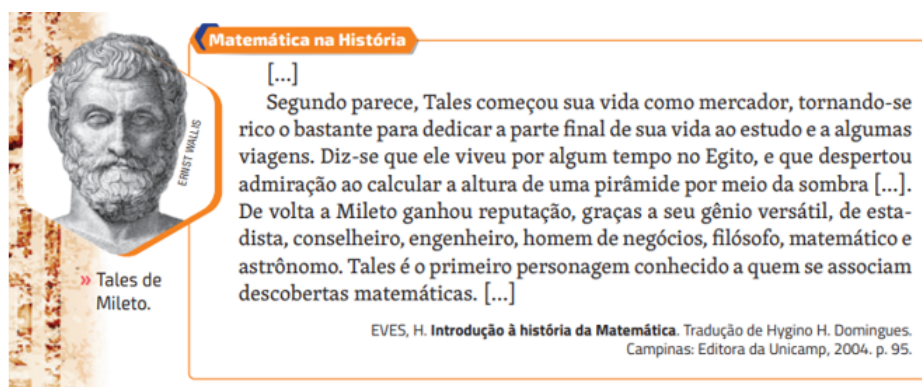 Matemática na História
[...]
Segundo parece, Tales começou sua vida como mercador, tornando-se
rico o bastante para dedicar a parte final de sua vida ao estudo e a algumas
viagens. Diz-se que ele viveu por algum tempo no Egito, e que despertou
admiração ao calcular a altura de uma pirâmide por meio da sombra [...].
De volta a Mileto ganhou reputação, graças a seu gênio versátil, de esta-
dista, conselheiro, engenheiro, homem de negócios, filósofo, matemático e
astrônomo. Tales é o primeiro personagem conhecido a quem se associam
descobertas matemáticas. [...]
EVES, H. Introdução à história da Matemática. Tradução de Hygino H. Domingues.
Campinas: Editora da Unicamp, 2004. p. 95.
ERNST WALLIS
» Tales de
Mileto.